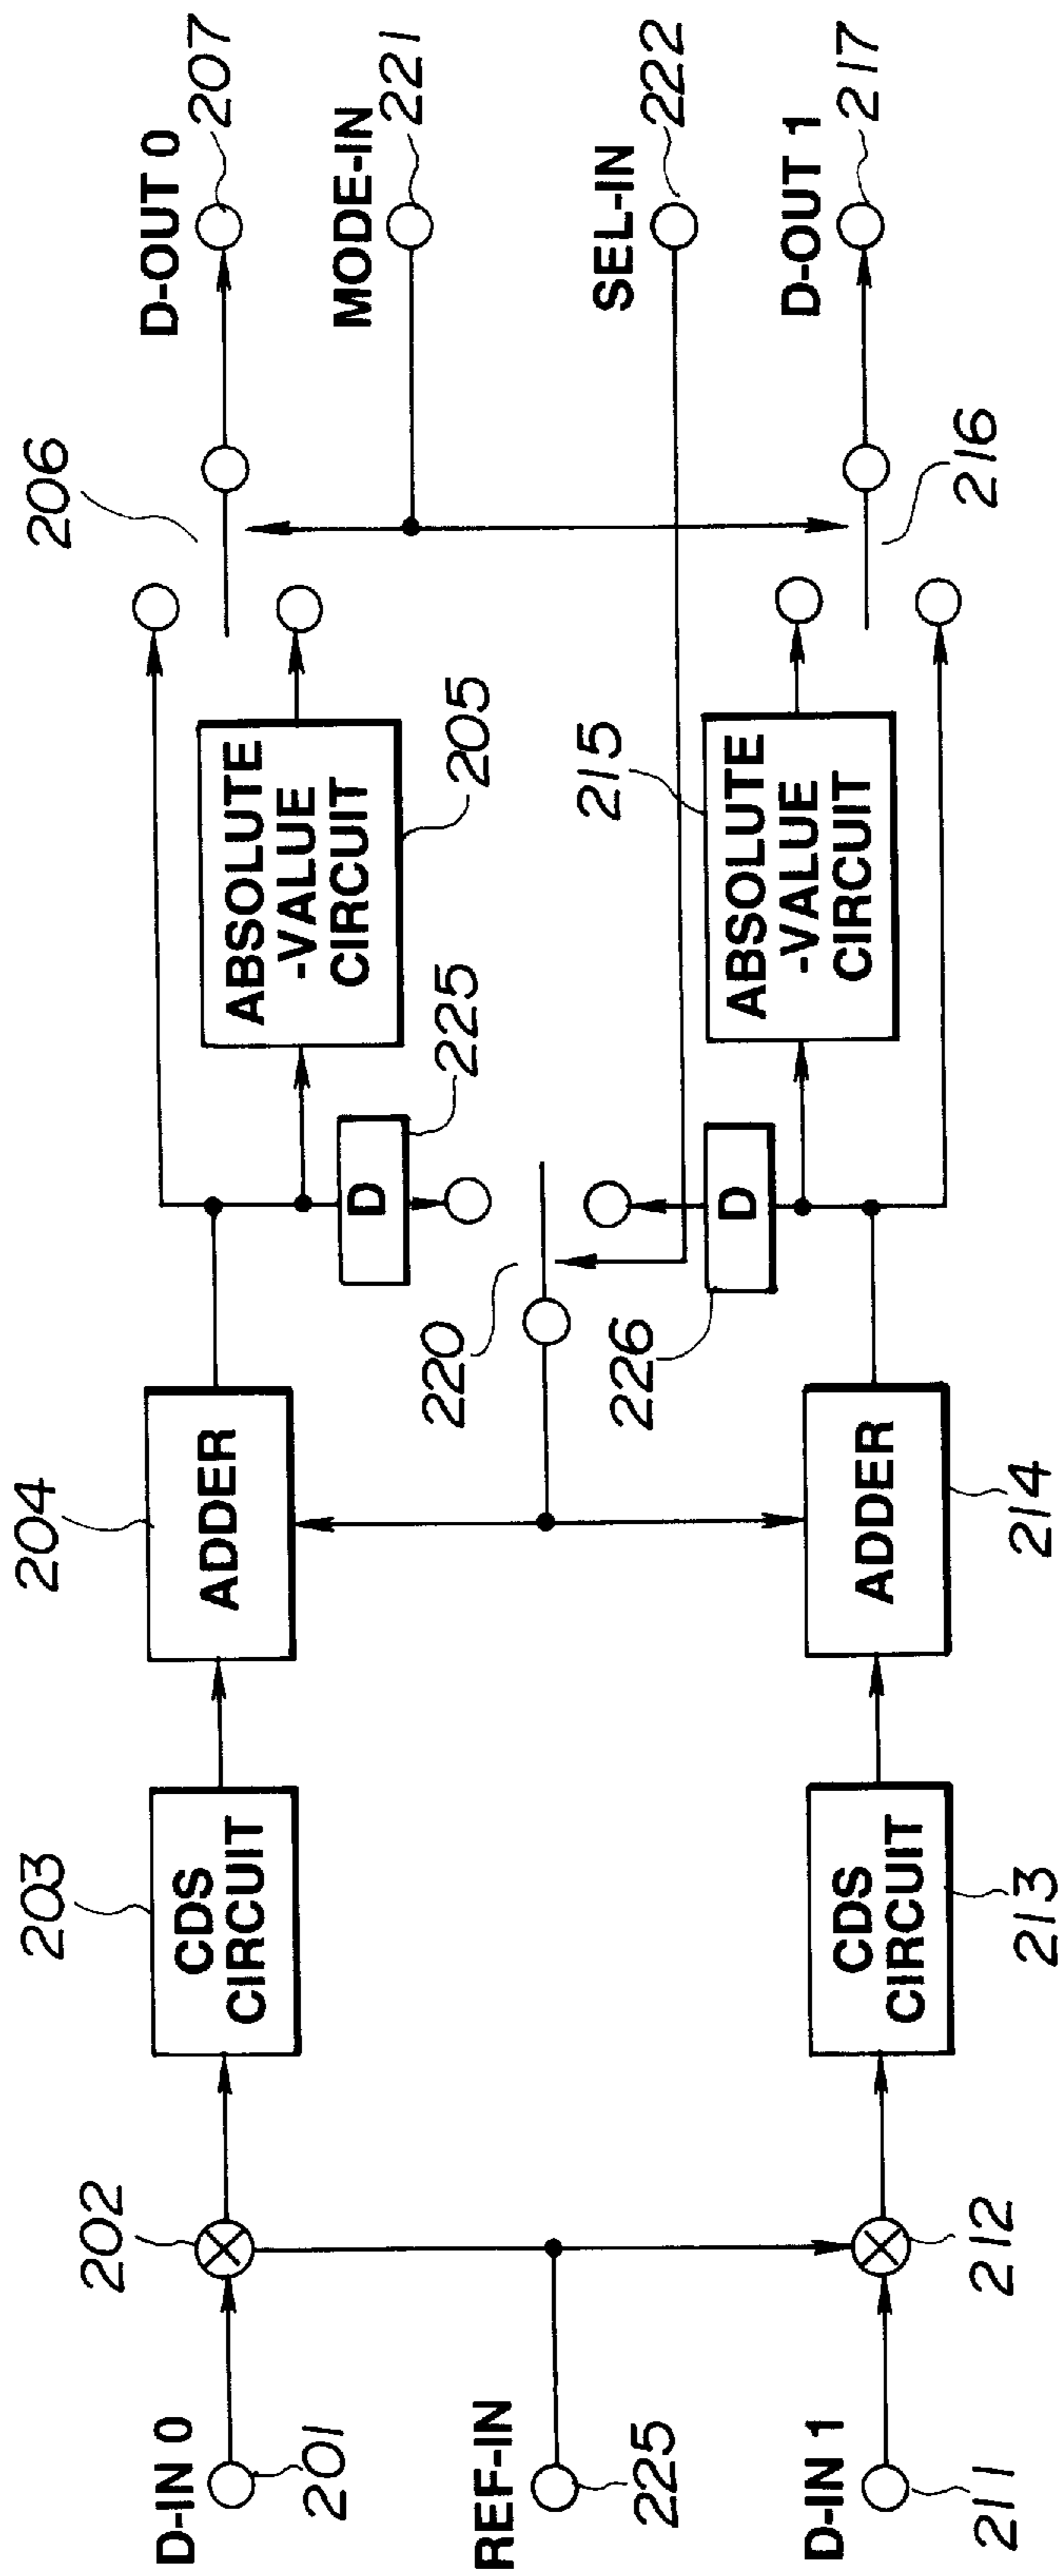 D-IN 0
201
202
203
CDS
CIRCUIT
204
ADDER
225
D
ABSOLUTE
-VALUE
CIRCUIT
205
206
D-OUT 0
207
MODE-IN
221
REF-IN
225
220
SEL-IN
222
D-IN 1
211
212
213
CDS
CIRCUIT
214
ADDER
226
D
215
ABSOLUTE
-VALUE
CIRCUIT
216
D-OUT 1
217